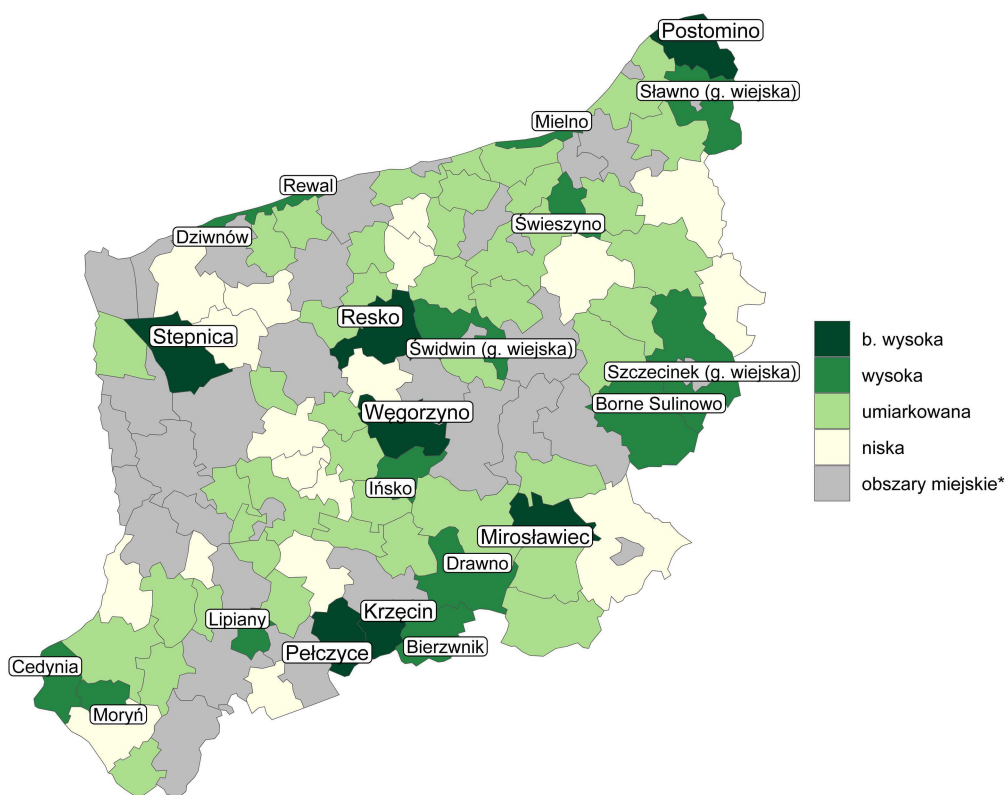 Postomino
Sławno (g. wiejska)
Mielno
Rewal
Świeszyno
Dziwnów
Resko
Stepnica
Świdwin (g. wiejska)
Szczecinek (g. wiejska)
Borne Sulinowo
Węgorzyno
Ińsko
Mirosławiec
Drawno
Krzęcin
Lipiany
Bierzwnik
Pełczyce
Cedynia
Moryń
b. wysoka
wysoka
umiarkowana
niska
obszary miejskie*